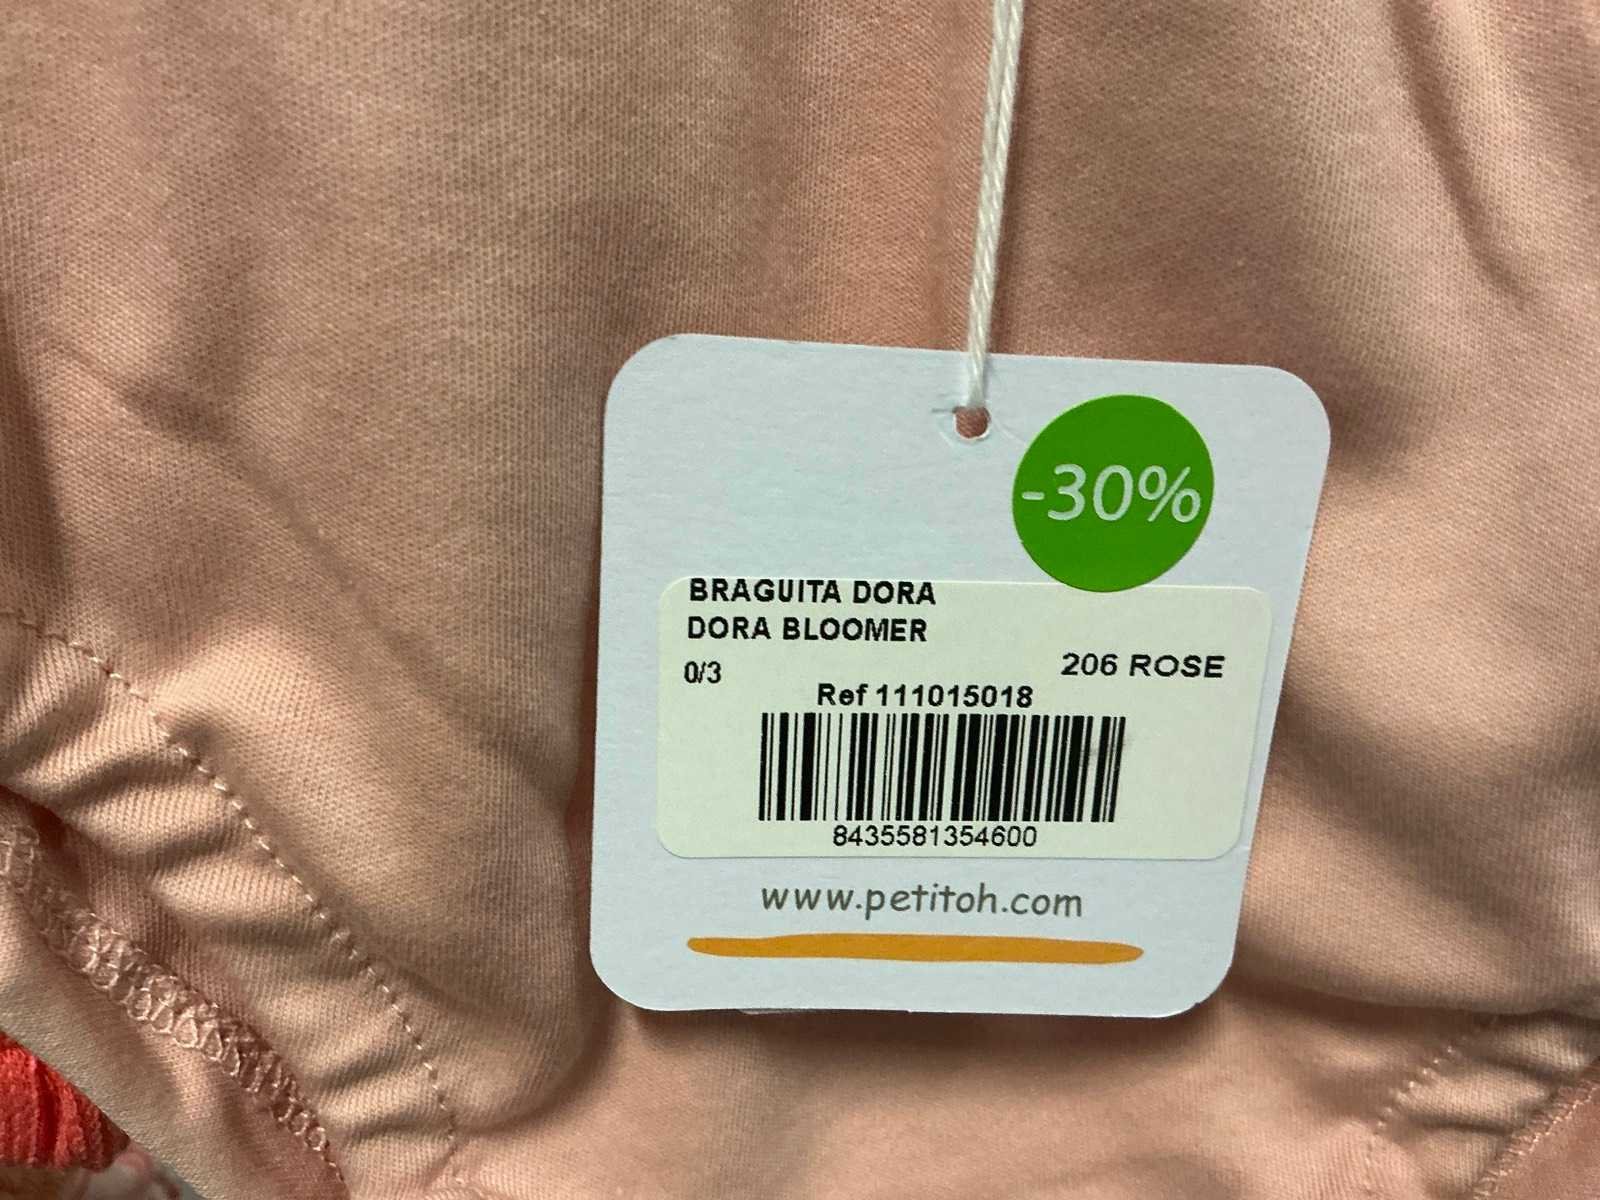 -30%
BRAGUITA DORA
DORA BLOOMER
0/3
206 ROSE
Ref 111015018
8435581354600
www.petitoh.com